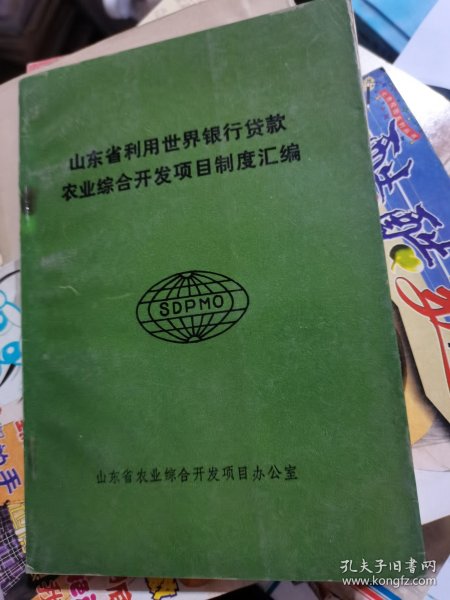 山东省利用世界银行贷款
农业综合开发项目制度汇编
SDPMO
山东省农业综合开发项目办公室
手
孔夫子旧书网
www.kongfz.com